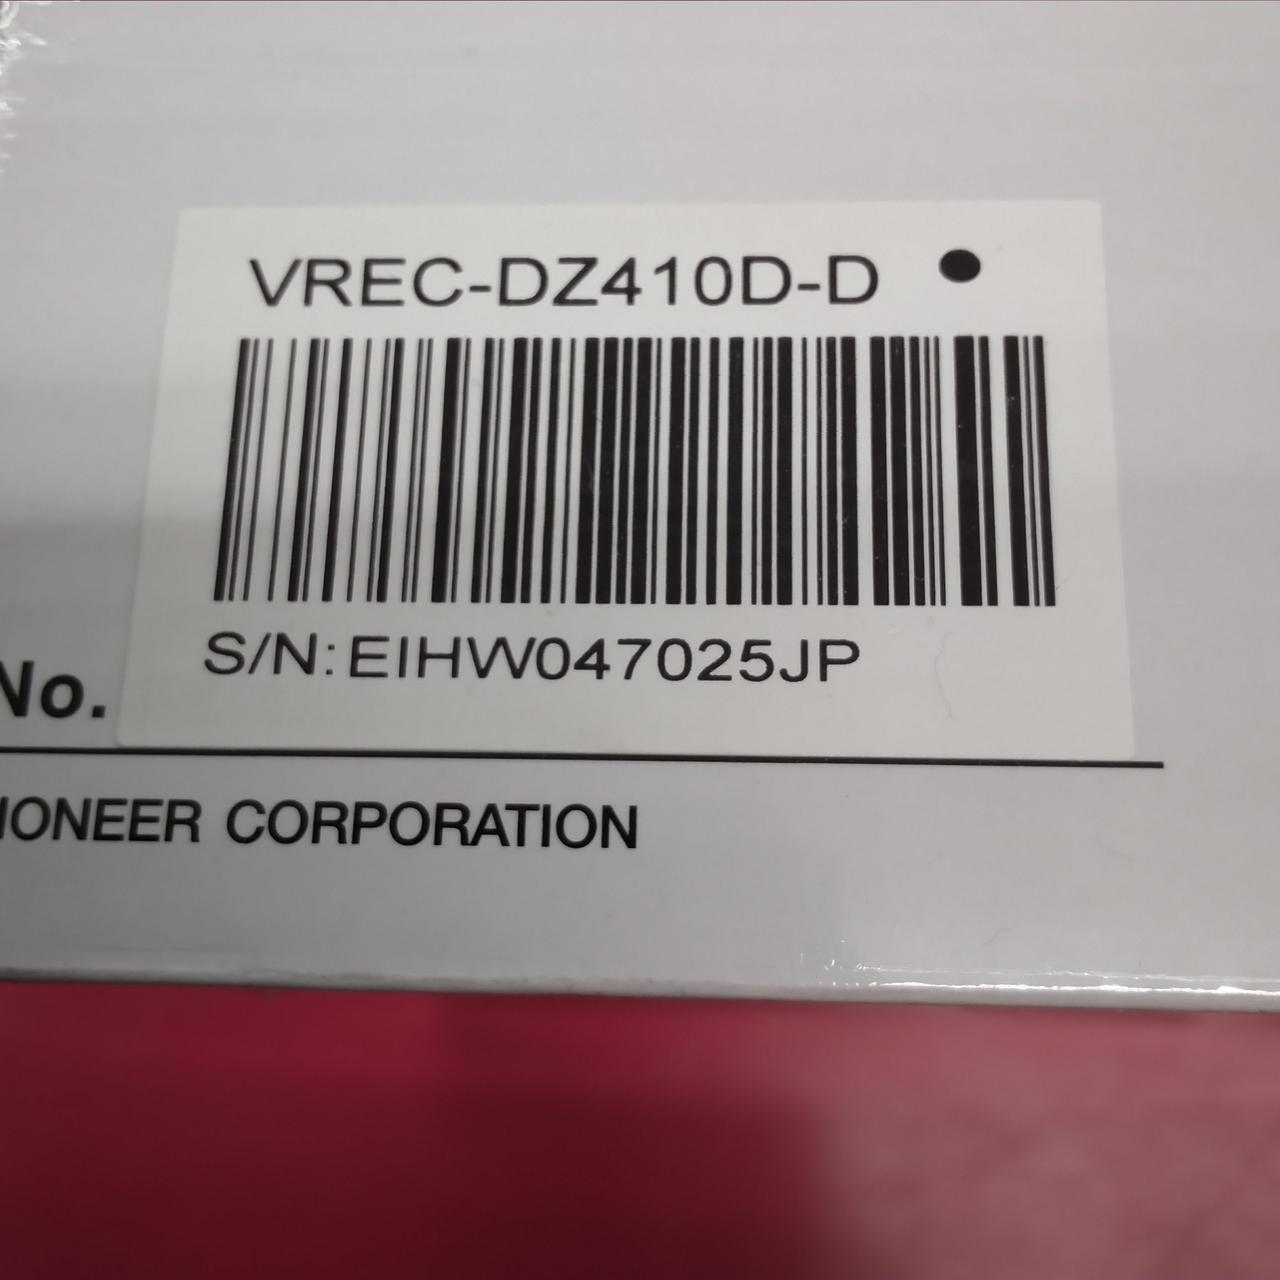 VREC-DZ410D-D
S/N:EIHW047025JP
No.
IONEER CORPORATION